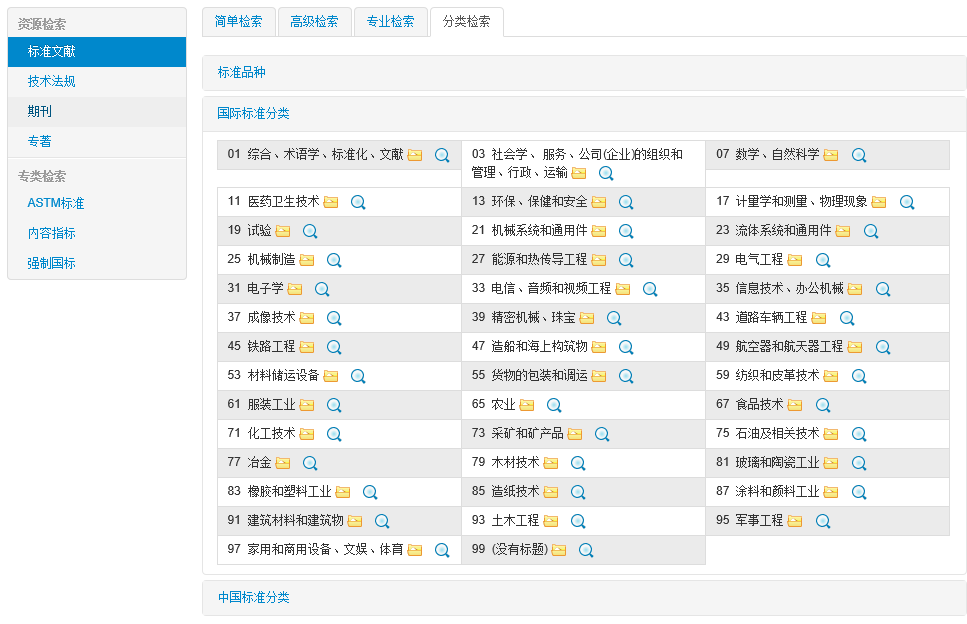 资源检索
标准文献
技术法规
期刊
专著
专类检索
ASTM标准
内容指标
强制国标
简单检索
高级检索
专业检索
分类检索
标准品种
国际标准分类
01 综合、术语学、标准化、文献
03 社会学、 服务、公司(企业)的组织和
管理、行政、运输
07 数学、自然科学
11 医药卫生技术
13 环保、保健和安全
17 计量学和测量、物理现象
19 试验
21 机械系统和通用件
23 流体系统和通用件
25 机械制造
27 能源和热传导工程
29 电气工程
31 电子学
33 电信、音频和视频工程
35 信息技术、办公机械
37 成像技术
39 精密机械、珠宝
43 道路车辆工程
45 铁路工程
47 造船和海上构筑物
49 航空器和航天器工程
53 材料储运设备
55 货物的包装和调运
59 纺织和皮革技术
61 服装工业
65 农业
67 食品技术
71 化工技术
73 采矿和矿产品
75 石油及相关技术
77 冶金
79 木材技术
81 玻璃和陶瓷工业
83 橡胶和塑料工业
85 造纸技术
87 涂料和颜料工业
91 建筑材料和建筑物
93 土木工程
95 军事工程
97 家用和商用设备、文娱、体育
99 (没有标题)
中国标准分类